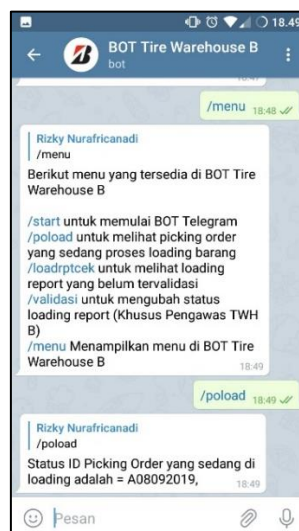 18.49
BOT Tire Warehouse B
bot
/menu 18:48
Rizky Nurafricanadi
/menu
Berikut menu yang tersedia di BOT Tire
Warehouse B
/start untuk memulai BOT Telegram
/poload untuk melihat picking order
yang sedang proses loading barang
/loadrptcek untuk melihat loading
report yang belum tervalidasi
/validasi untuk mengubah status
loading report (Khusus Pengawas TWH
B)
/menu Menampilkan menu di BOT Tire
Warehouse B
18:49
/poload 18:49
Rizky Nurafricanadi
/poload
Status ID Picking Order yang sedang di
loading adalah = A08092019,
18:49
Pesan